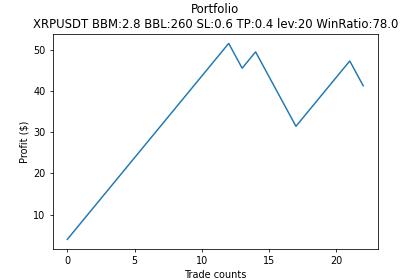 Portfolio
XRPUSDT BBM:2.8 BBL:260 SL:0.6 TP:0.4 lev:20 WinRatio:78.0
50
40
30
20
10
Profit ($)
0
5
10
15
20
Trade counts